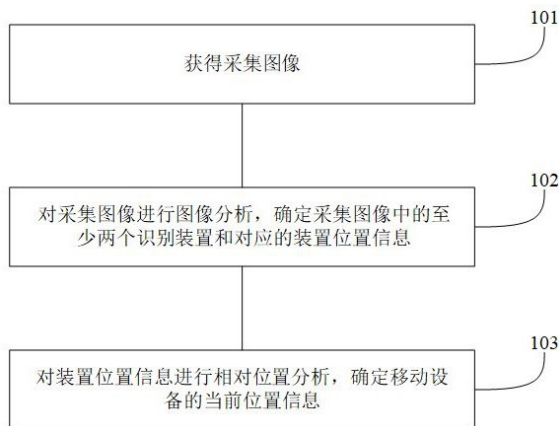 101
获得采集图像
102
对采集图像进行图像分析，确定采集图像中的至
少两个识别装置和对应的装置位置信息
103
对装置位置信息进行相对位置分析，确定移动设
备的当前位置信息